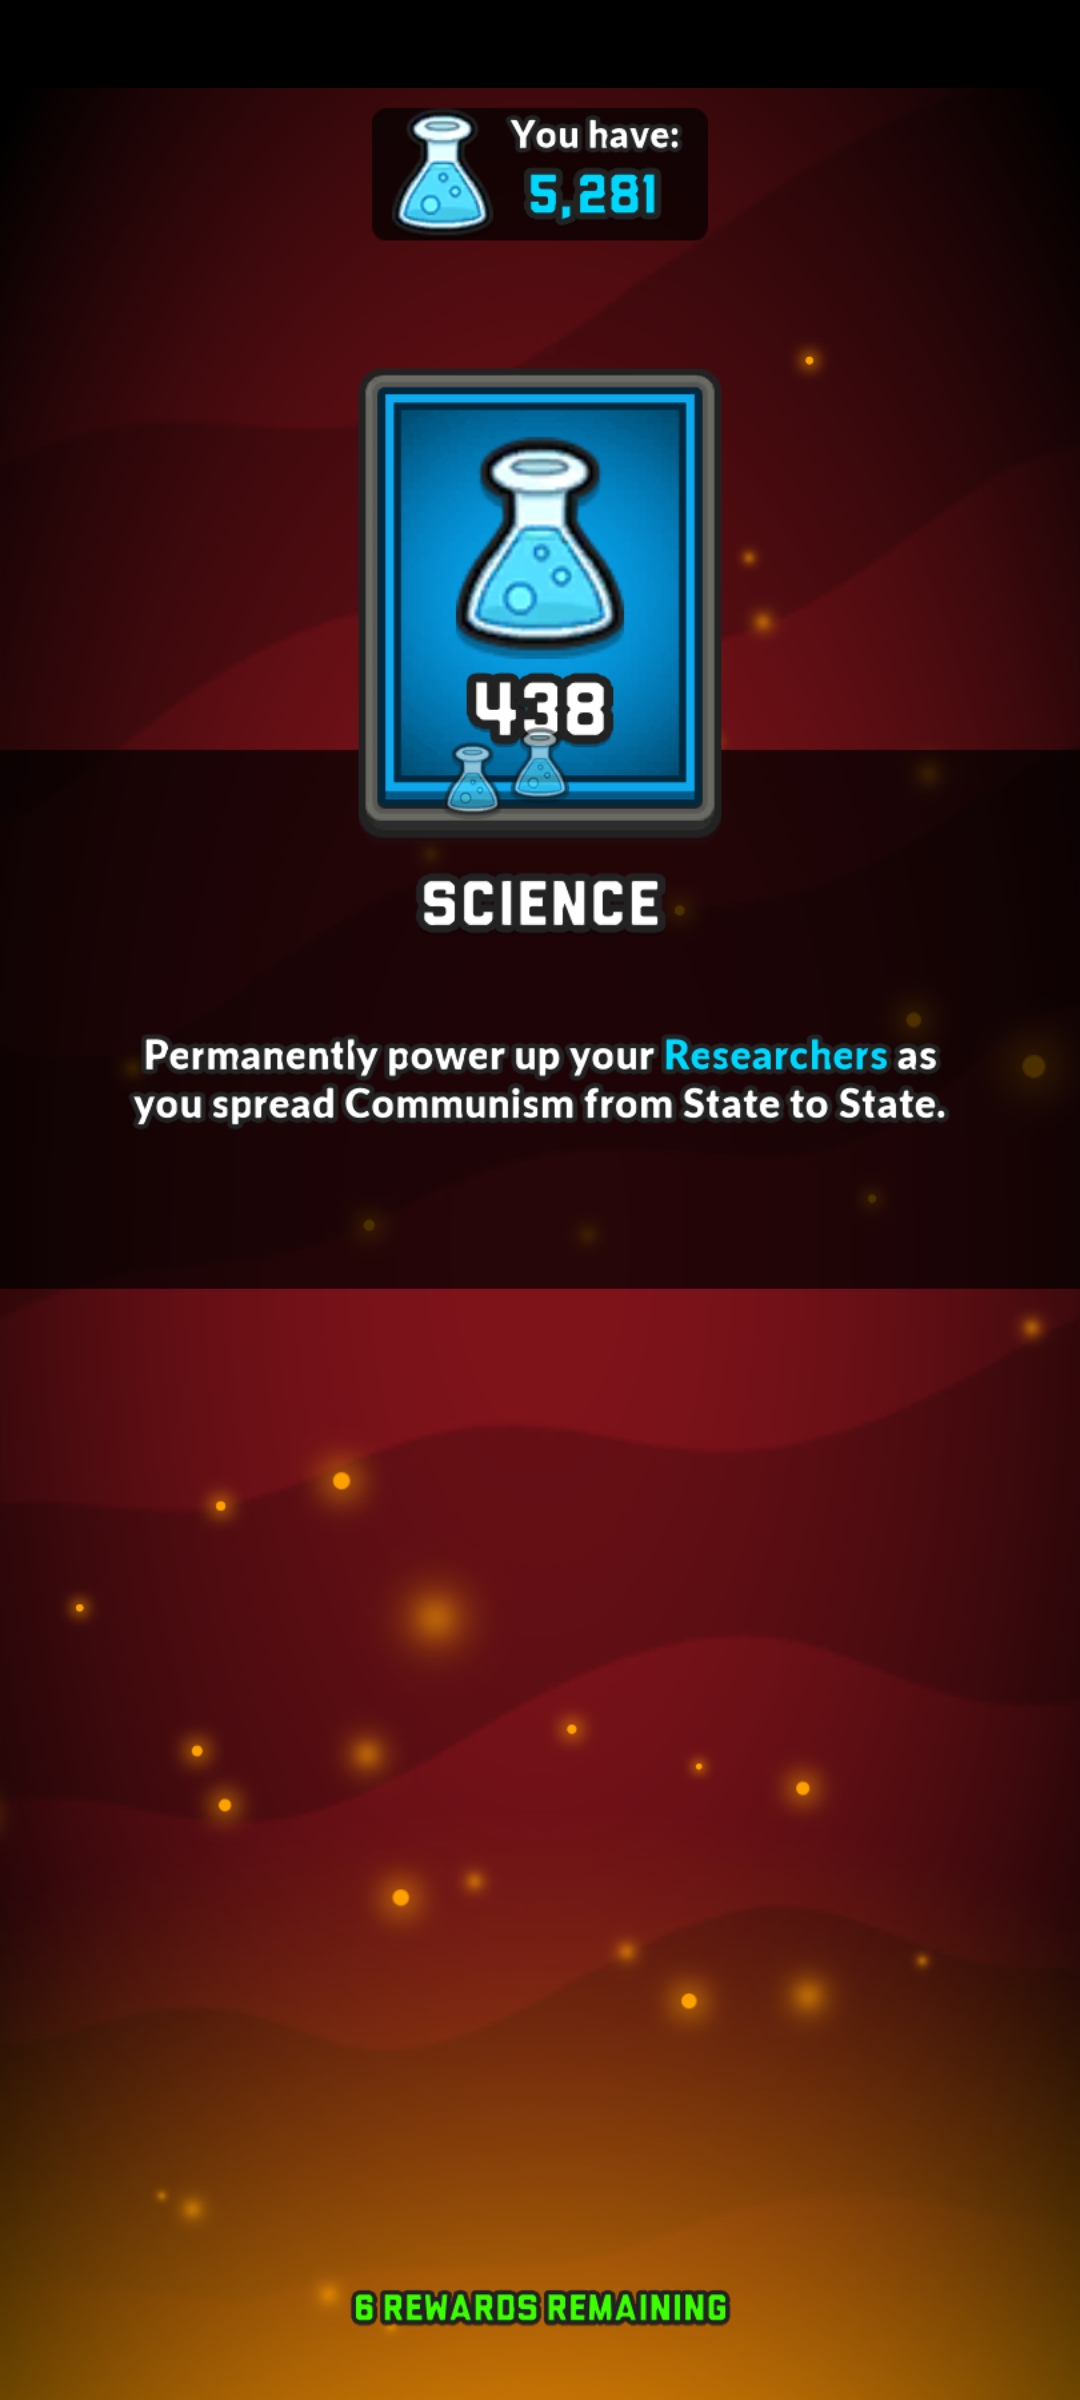 You have:
5,281
438
SCIENCE
Permanently power up your Researchers as
you spread Communism from State to State.
6 REWARDS REMAINING